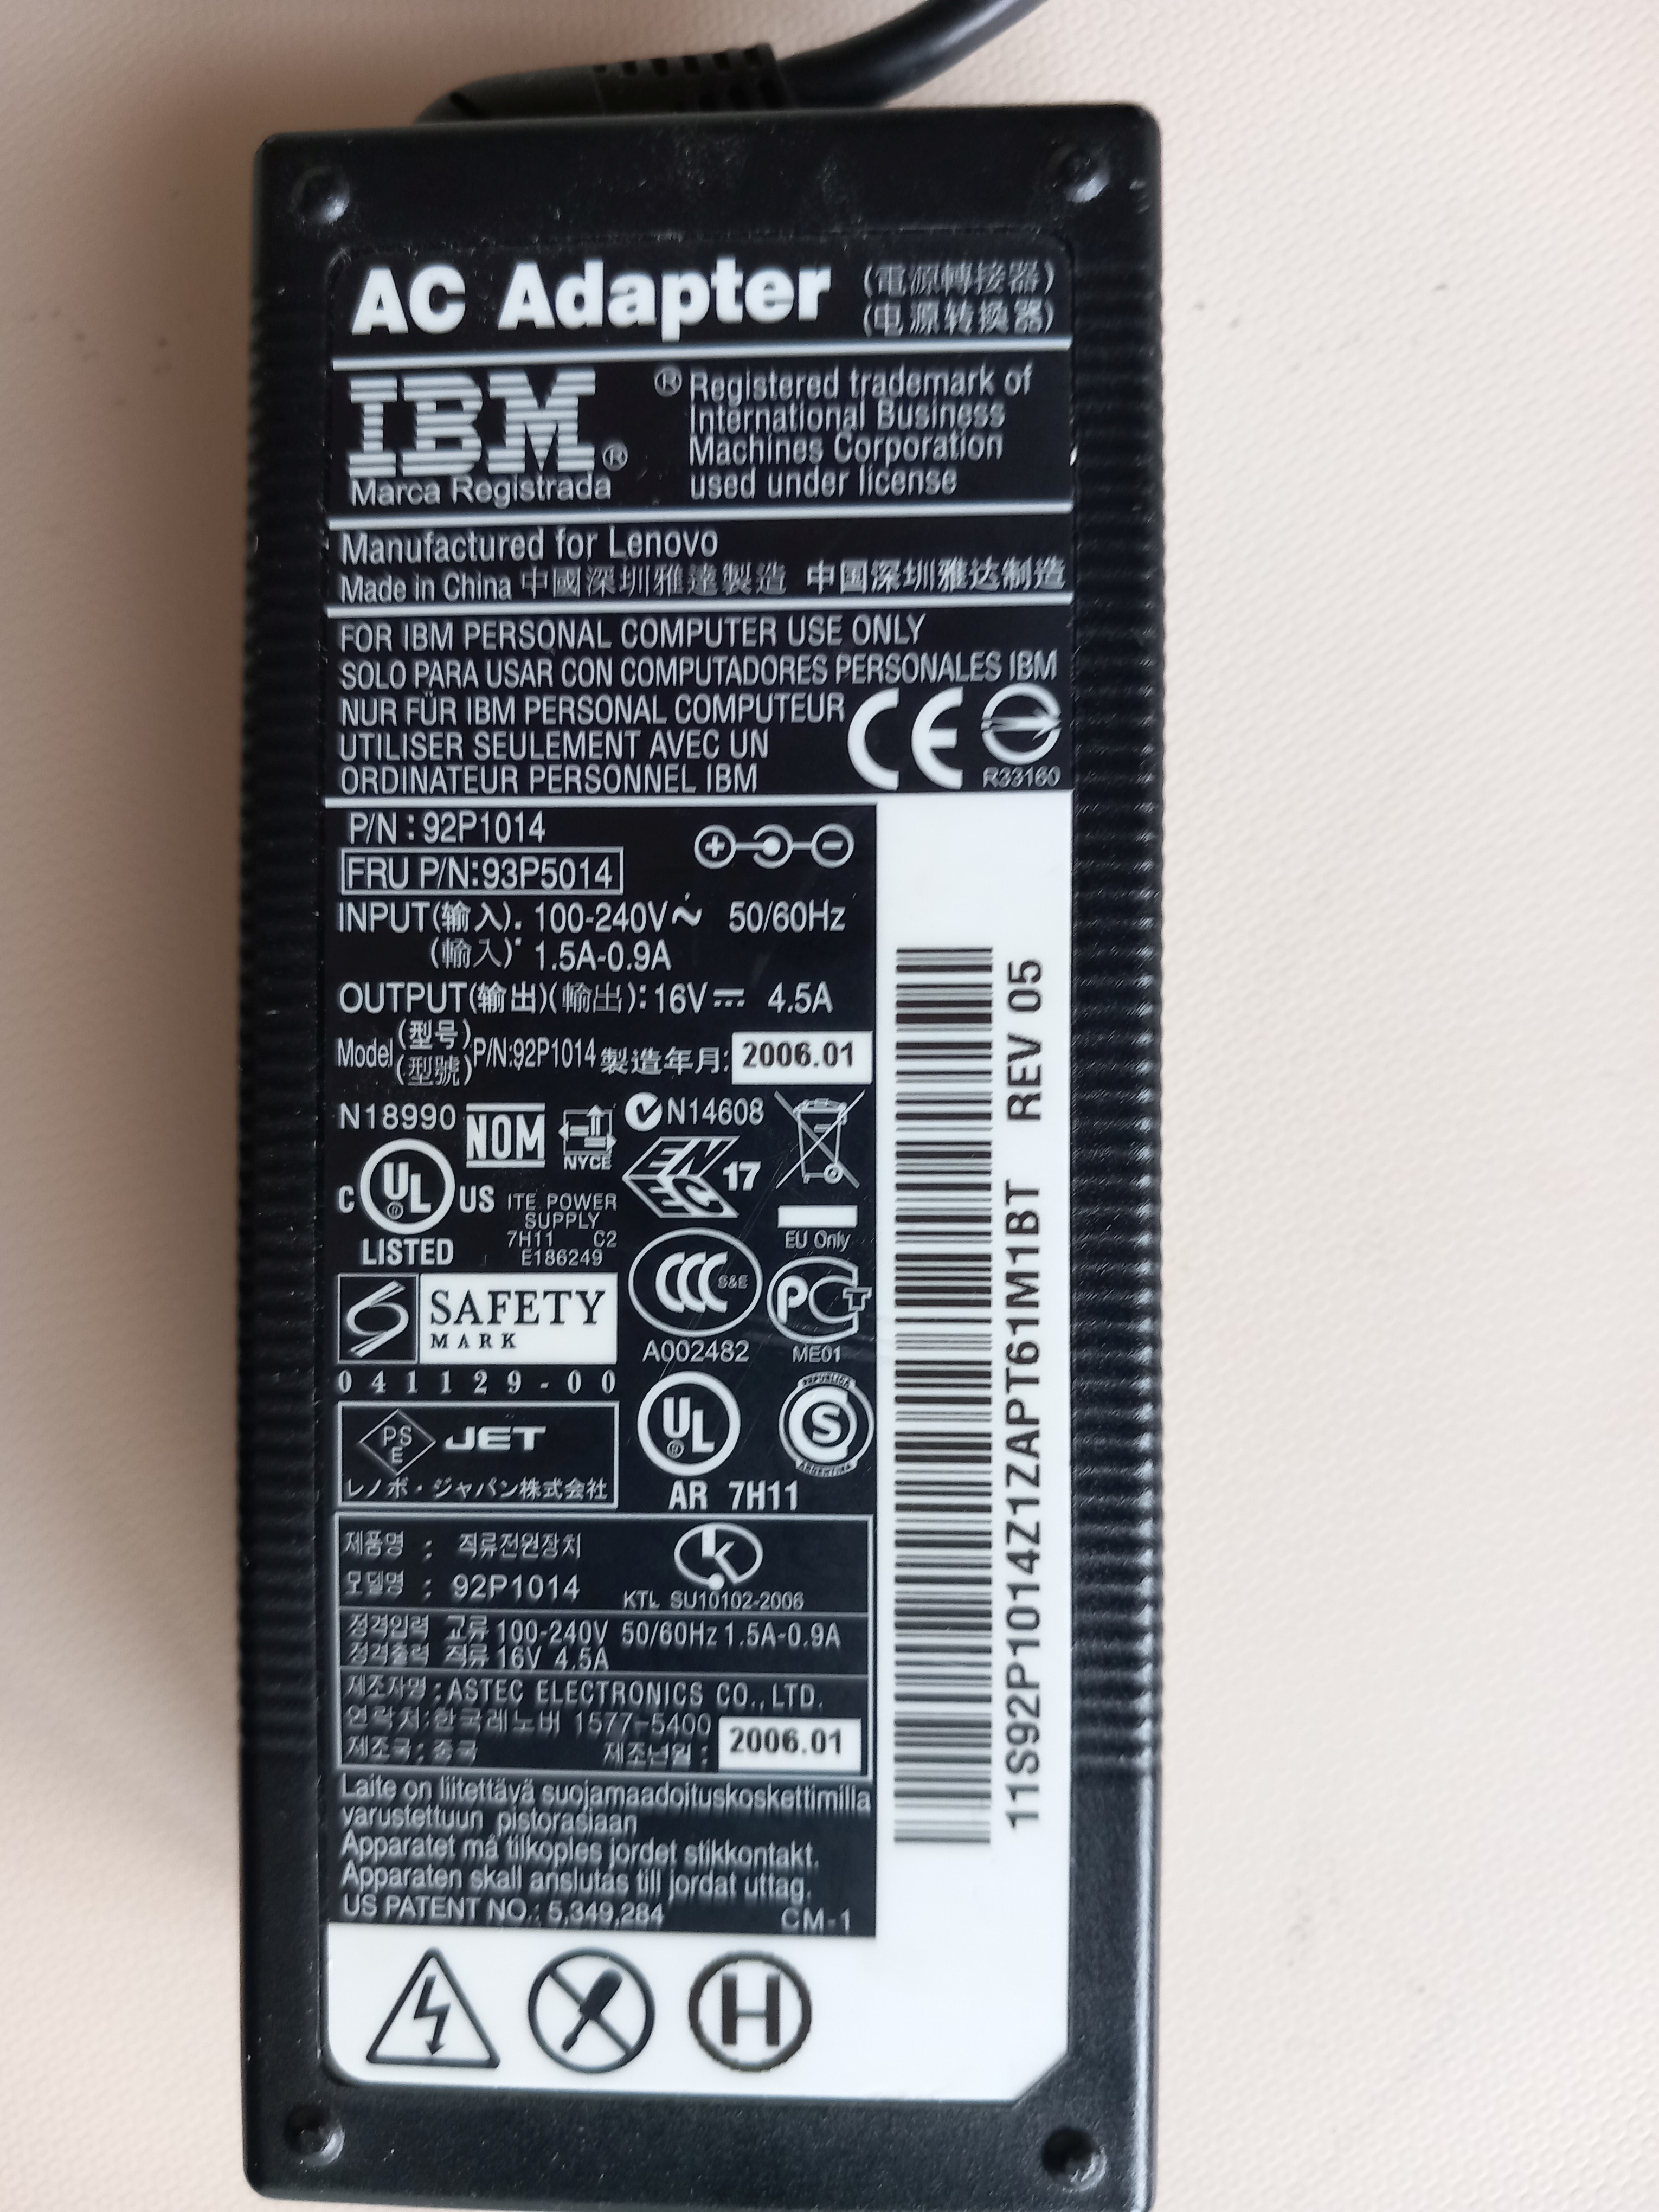 AC Adapter (電源轉接器)
(电源转换器)
IBM®
Marca Registrada
® Registered trademark of
International Business
Machines Corporation
used under license
Manufactured for Lenovo
Made in China 中國深圳雅達製造 中国深圳雅达制造
FOR IBM PERSONAL COMPUTER USE ONLY
SOLO PARA USAR CON COMPUTADORES PERSONALES IBM
NUR FÜR IBM PERSONAL COMPUTEUR
UTILISER SEULEMENT AVEC UN
ORDINATEUR PERSONNEL IBM
CE
R33160
P/N : 92P1014
FRU P/N:93P5014
INPUT(输入): 100-240V~ 50/60Hz
(輸入): 1.5A-0.9A
OUTPUT(输出)(輸出): 16V⎓ 4.5A
Model (型号) (型號) P/N:92P1014 製造年月: 2006.01
N18990 NOM NYCE N14608
C UL® US LISTED
ITE POWER
SUPPLY
7H11 C2
E186249
ENEC 17
EU Only
S SAFETY
MARK
041129-00
CCC S&E
A002482
PCT
ME01
PSE JET
レノボ・ジャパン株式会社
UL®
AR 7H11
REPUBLICA
S
ARGENTINA
제품명 : 직류전원장치
모델명 : 92P1014
K
KTL SU10102-2006
정격입력 교류 100-240V 50/60Hz 1.5A-0.9A
정격출력 직류 16V 4.5A
제조자명 : ASTEC ELECTRONICS CO., LTD.
연락처:한국레노버 1577-5400
제조국 : 중국 제조년월 : 2006.01
Laite on liitettävä suojamaadoituskoskettimilla
varustettuun pistorasiaan
Apparatet må tilkoples jordet stikkontakt.
Apparaten skall anslutas till jordat uttag.
US PATENT NO.: 5,349,284 CM-1
H
11S92P1014Z1ZAPT61M1BT REV 05